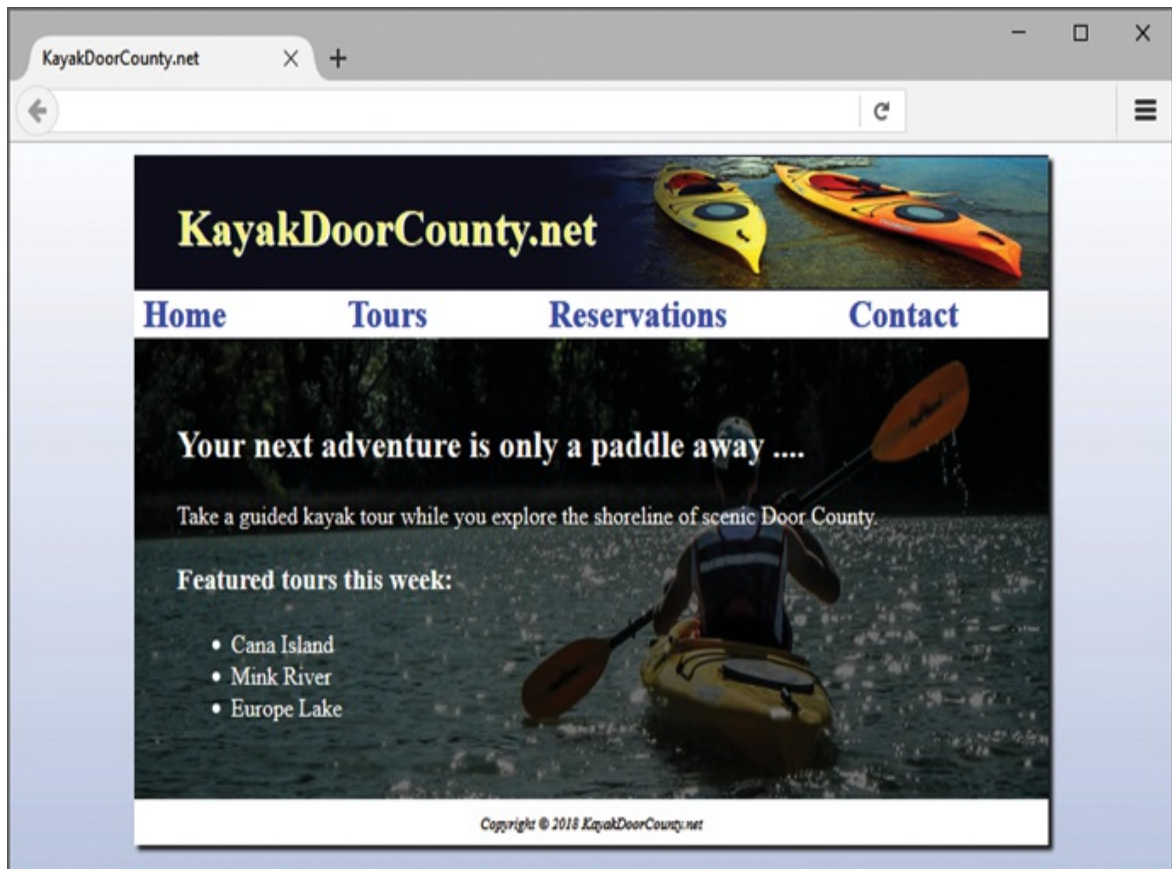 KayakDoorCounty.net
KayakDoorCounty.net
Home Tours Reservations Contact
Your next adventure is only a paddle away ....
Take a guided kayak tour while you explore the shoreline of scenic Door County.
Featured tours this week:
• Cana Island
• Mink River
• Europe Lake
Copyright © 2018 KayakDoorCounty.net